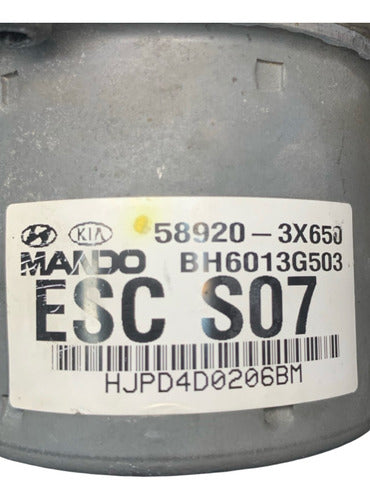 KIA 58920-3X650
MANDO BH6013G503
ESC S07
HJPD4D0206BM